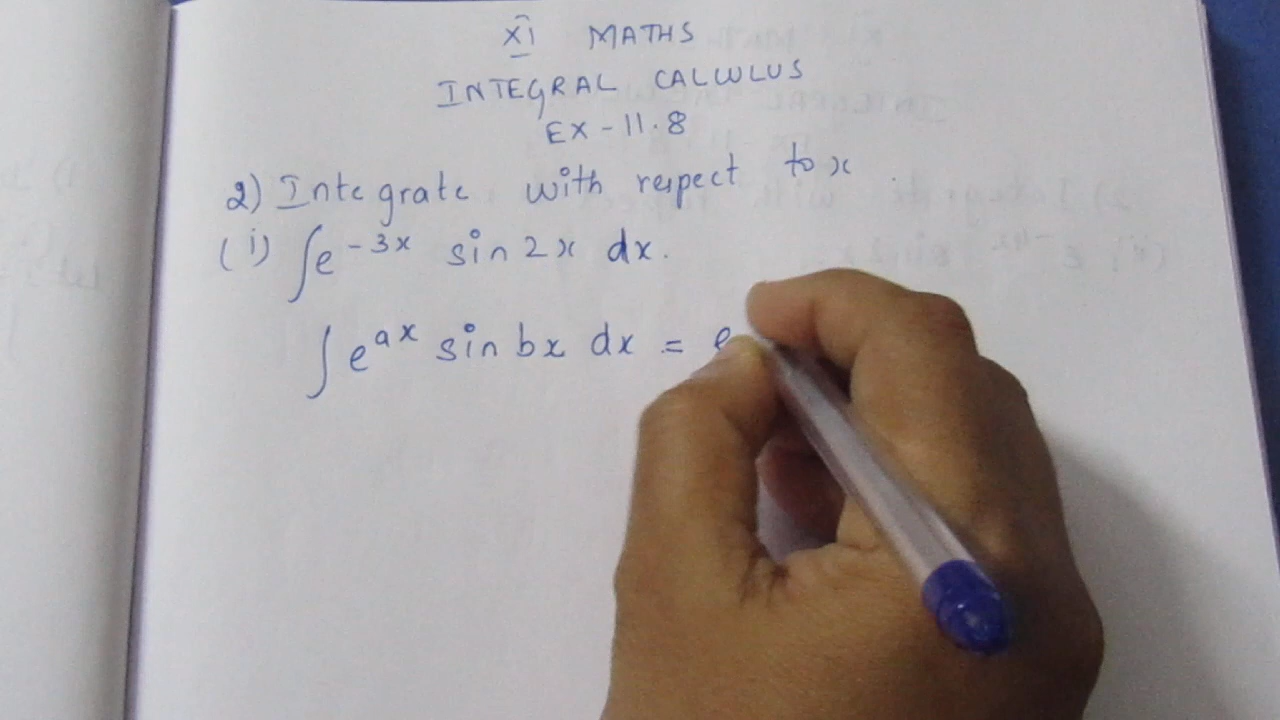 XI MATHS
INTEGRAL CALCULUS
EX - 11.8
2) Integrate with respect to x
(i) ∫e^-3x sin 2x dx.
∫ e^ax sin bx dx = e